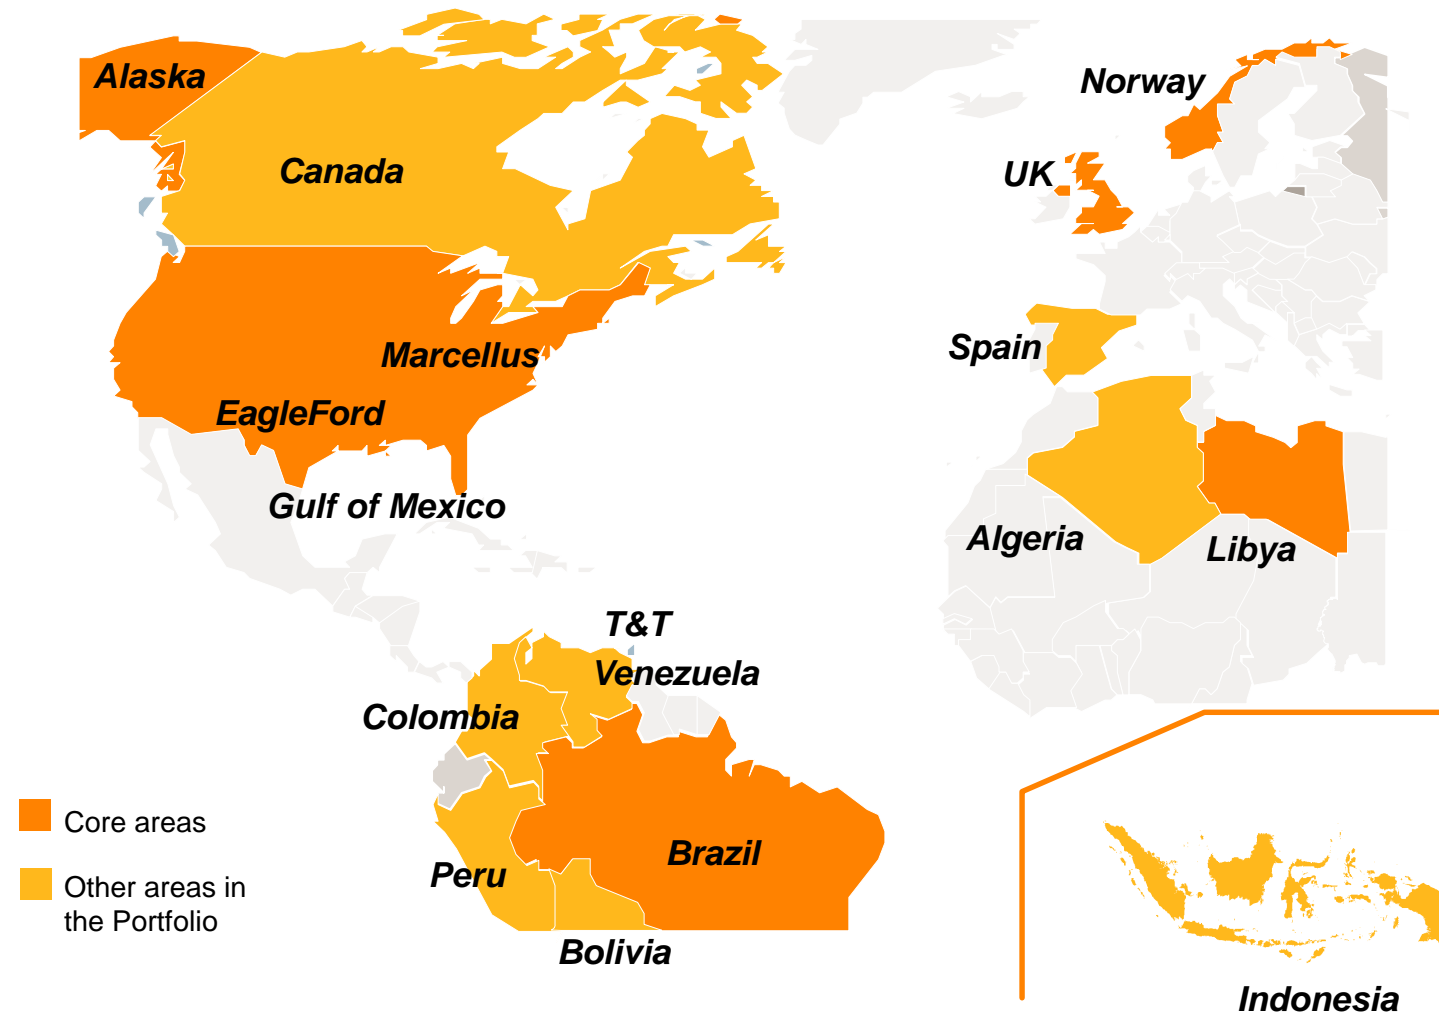 Alaska
Norway
Canada
UK
Marcellus
Spain
EagleFord
Gulf of Mexico
Algeria
Libya
T&T
Venezuela
Colombia
Core areas
Brazil
Peru
Other areas in
the Portfolio
Bolivia
Indonesia